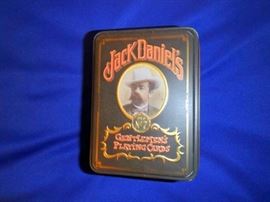 Jack Daniel's
No 7
Gentlemen's
Playing Cards